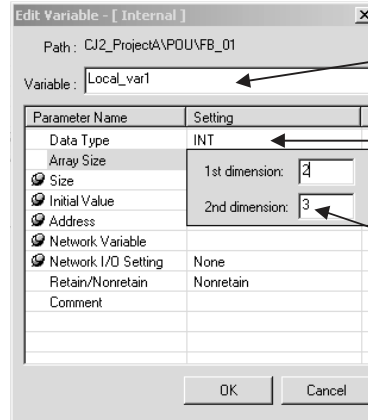 Edit Variable - [ Internal ]
Path : CJ2_ProjectA\POU\FB_01
Variable : Local_var1
Parameter Name Setting
Data Type INT
Array Size
1st dimension: 2
Size
Initial Value
2nd dimension: 3
Address
Network Variable
Network I/O Setting None
Retain/Nonretain Nonretain
Comment
OK Cancel